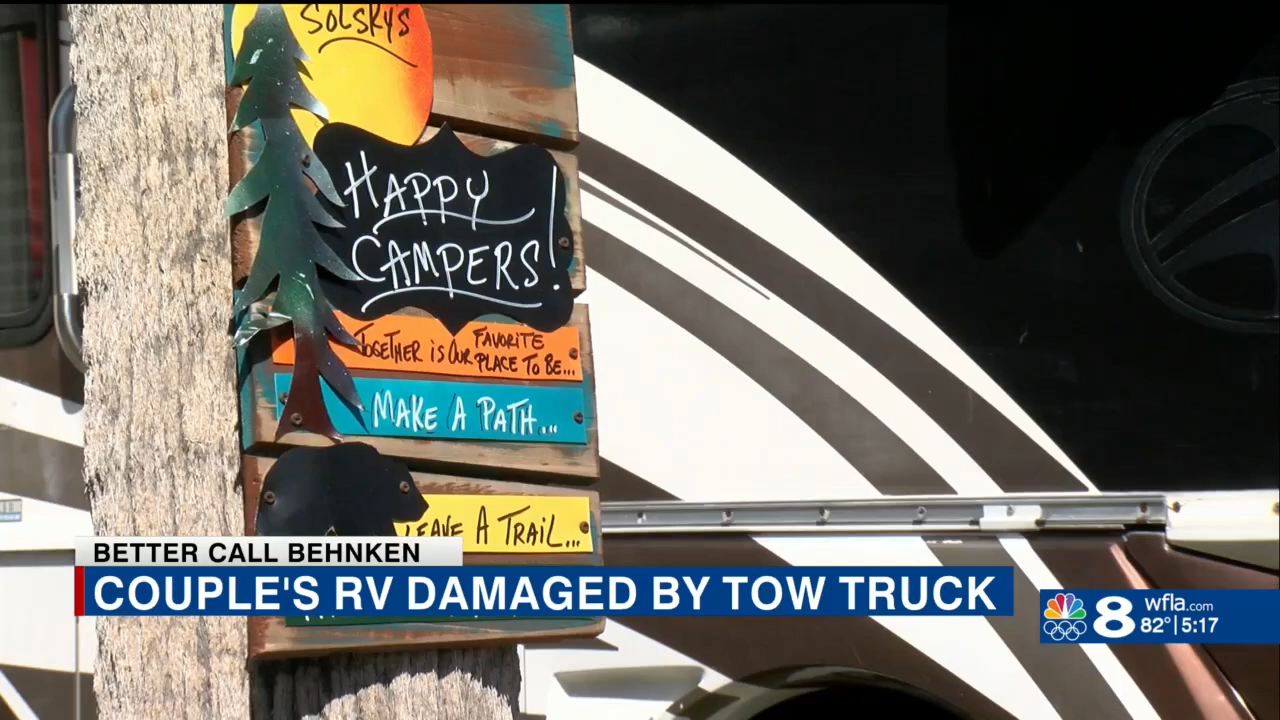 SOLSKYS
HAPPY
CAMPERS!
TOGETHER IS OUR FAVORITE PLACE TO BE...
MAKE A PATH...
LEAVE A TRAIL...
BETTER CALL BEHNKEN
COUPLE'S RV DAMAGED BY TOW TRUCK
8 wfla.com
82° 5:17